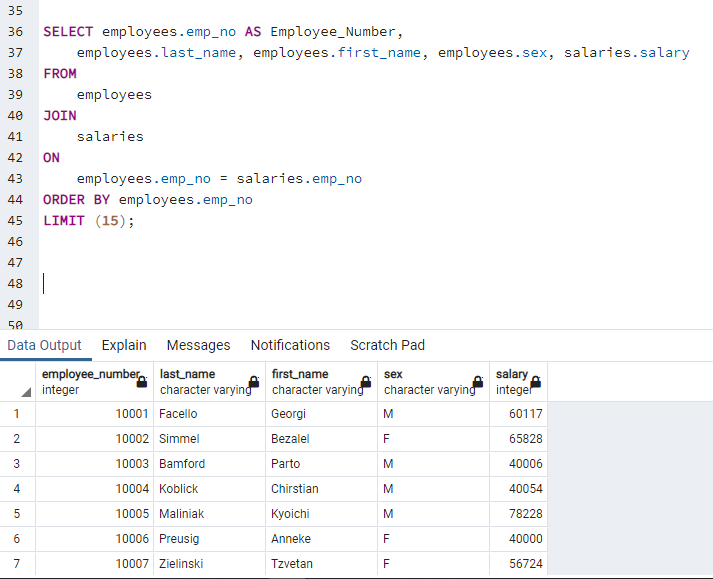 35
36 SELECT employees.emp_no AS Employee_Number,
37 employees.last_name, employees.first_name, employees.sex, salaries.salary
38 FROM
39 employees
40 JOIN
41 salaries
42 ON
43 employees.emp_no = salaries.emp_no
44 ORDER BY employees.emp_no
45 LIMIT (15);
46
47
48
49
50
Data Output Explain Messages Notifications Scratch Pad
employee_number last_name first_name sex salary
integer character varying character varying character varying integer
1 10001 Facello Georgi M 60117
2 10002 Simmel Bezalel F 65828
3 10003 Bamford Parto M 40006
4 10004 Koblick Chirstian M 40054
5 10005 Maliniak Kyoichi M 78228
6 10006 Preusig Anneke F 40000
7 10007 Zielinski Tzvetan F 56724